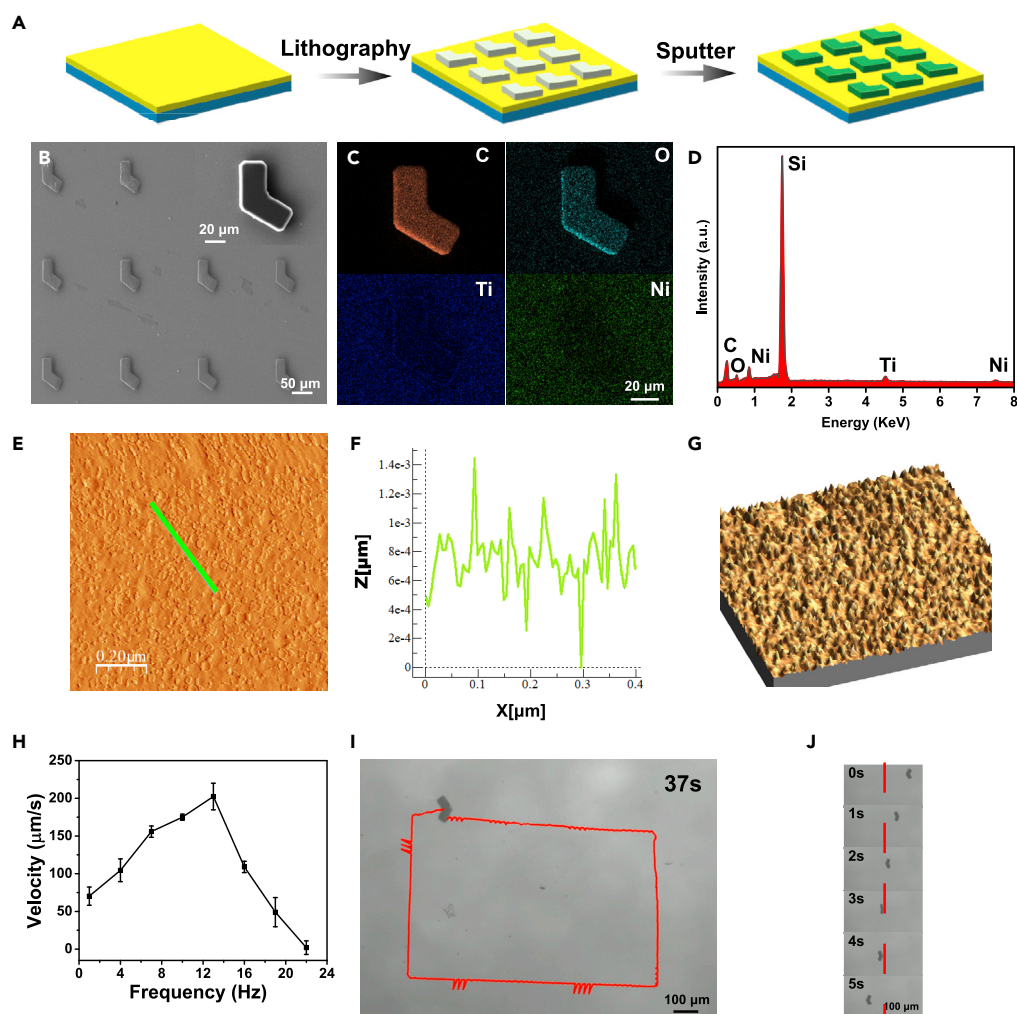 A
Lithography
Sputter
B
20 µm
50 µm
C
C
O
Ti
Ni
20 µm
D
Intensity (a.u.)
Si
C
O
Ni
Ti
Ni
0 1 2 3 4 5 6 7 8
Energy (KeV)
E
0.20µm
F
Z[µm]
1.4e-3
1.2e-3
1e-3
8e-4
6e-4
4e-4
2e-4
0
0 0.1 0.2 0.3 0.4
X[µm]
G
H
Velocity (µm/s)
250
200
150
100
50
0
0 4 8 12 16 20 24
Frequency (Hz)
I
37s
100 µm
J
0s
1s
2s
3s
4s
5s
100 µm